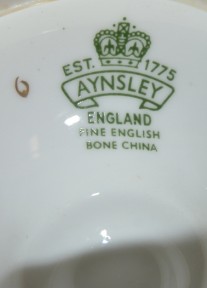 EST. 1775
AYNSLEY
ENGLAND
FINE ENGLISH
BONE CHINA